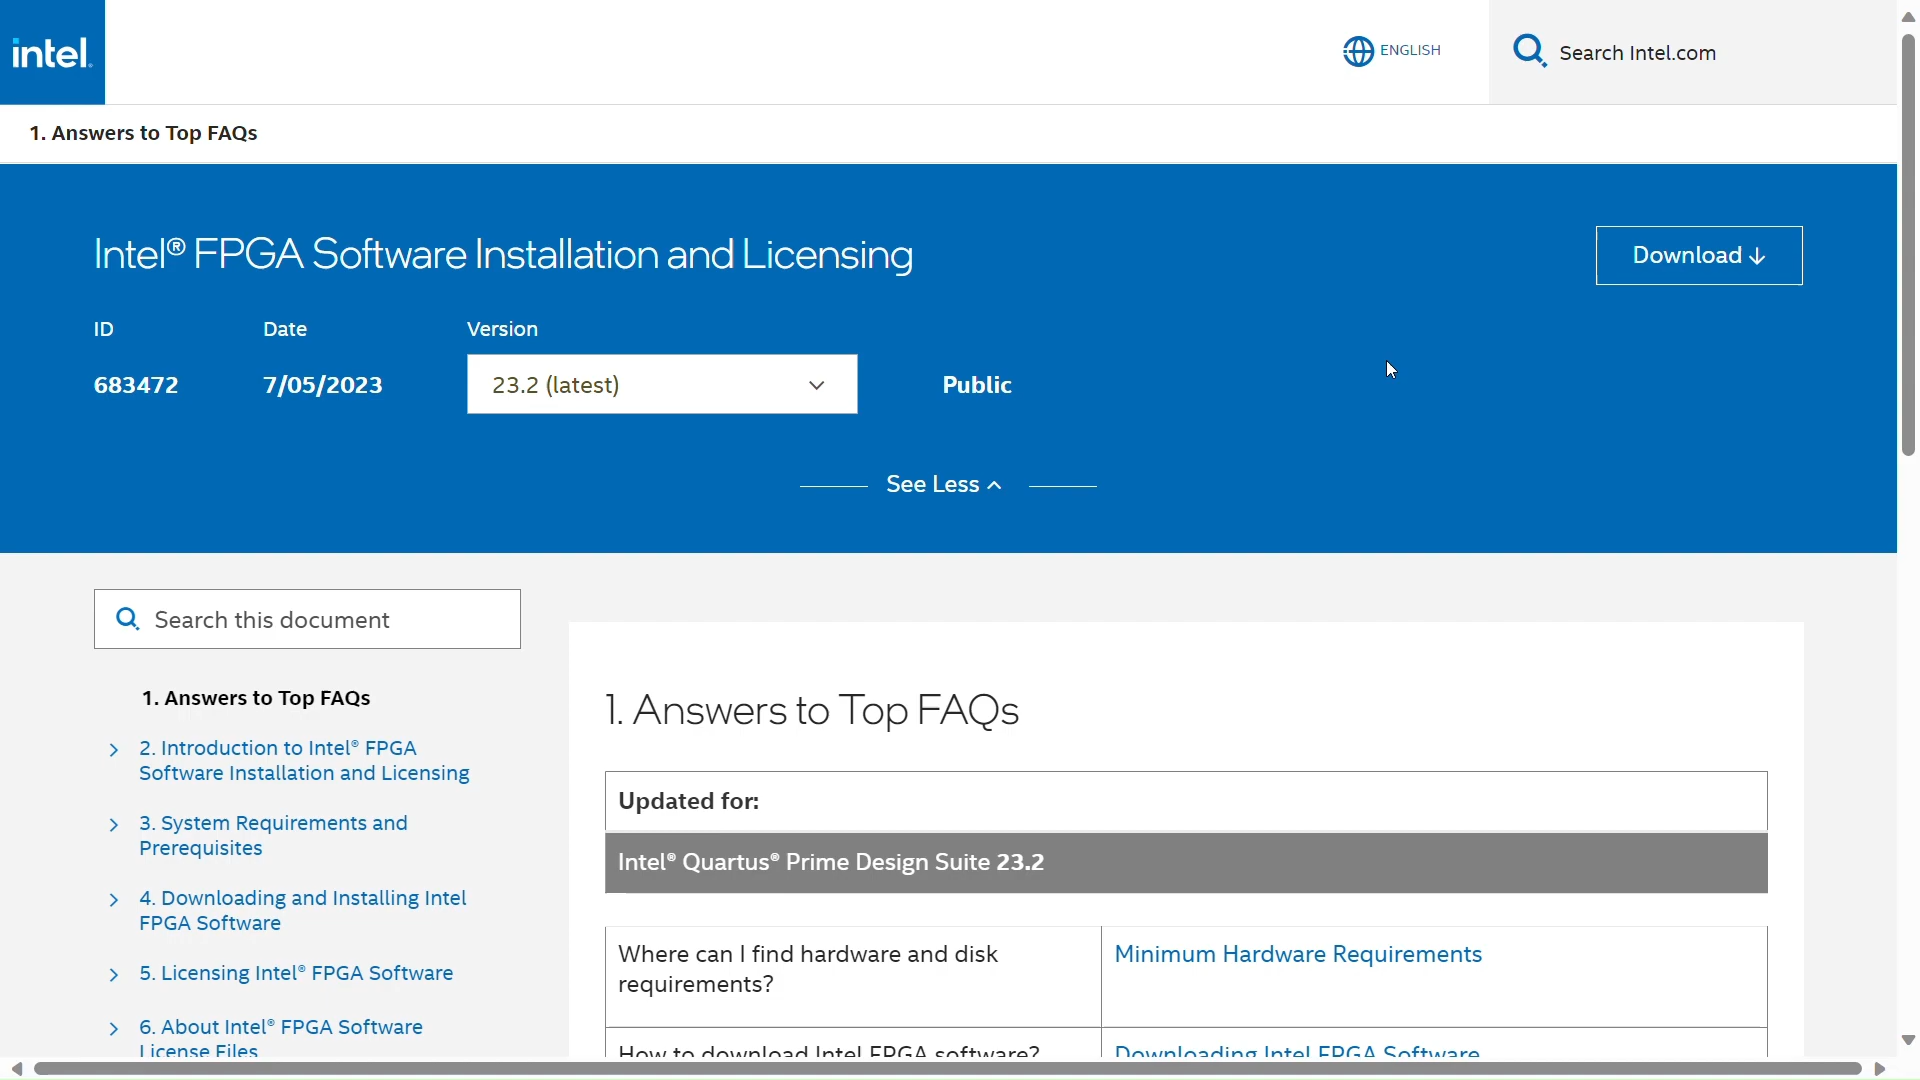 intel.
ENGLISH
Search Intel.com
1. Answers to Top FAQs
Intel® FPGA Software Installation and Licensing
Download ↓
ID
Date
Version
683472
7/05/2023
23.2 (latest)
Public
See Less
Search this document
1. Answers to Top FAQs
2. Introduction to Intel® FPGA
Software Installation and Licensing
3. System Requirements and
Prerequisites
4. Downloading and Installing Intel
FPGA Software
5. Licensing Intel® FPGA Software
6. About Intel® FPGA Software
License Files
1. Answers to Top FAQs
Updated for:
Intel® Quartus® Prime Design Suite 23.2
Where can I find hardware and disk
requirements?
Minimum Hardware Requirements
How to download Intel FPGA software?
Downloading Intel FPGA Software